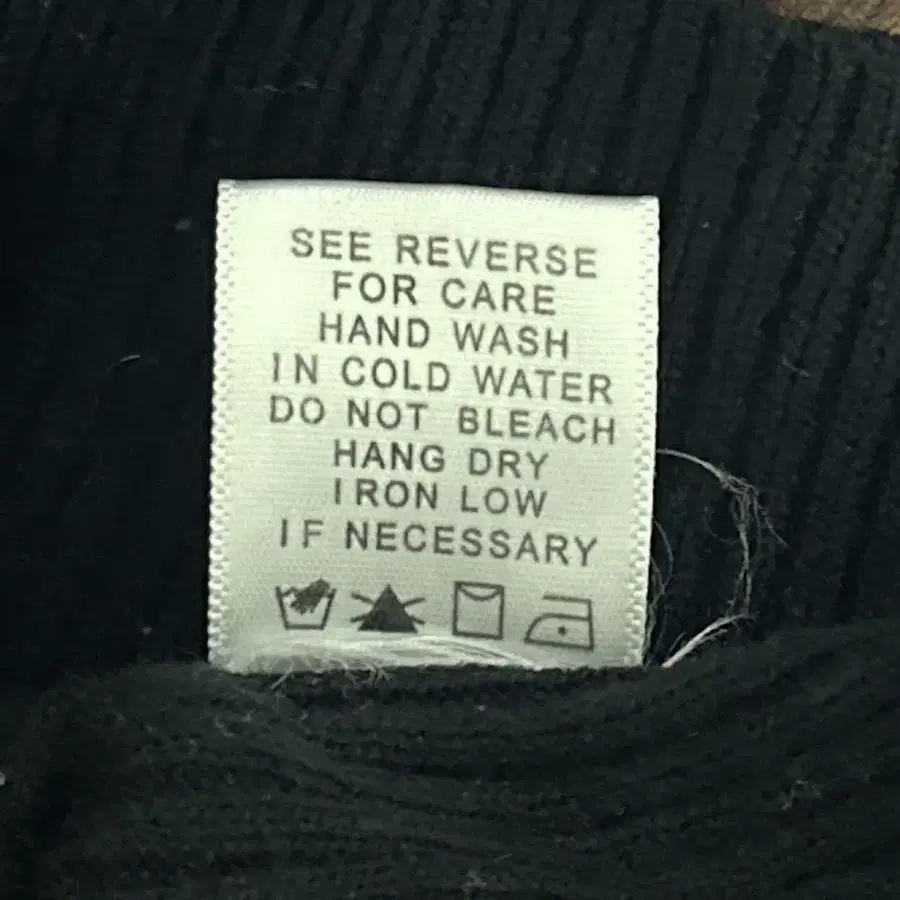 SEE REVERSE
FOR CARE
HAND WASH
IN COLD WATER
DO NOT BLEACH
HANG DRY
IRON LOW
IF NECESSARY